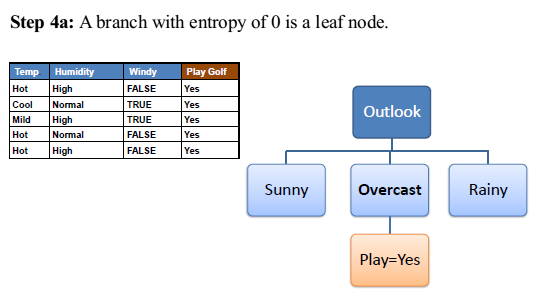 Step 4a: A branch with entropy of 0 is a leaf node.
Temp Humidity Windy Play Golf
Hot High FALSE Yes
Cool Normal TRUE Yes
Mild High TRUE Yes
Hot Normal FALSE Yes
Hot High FALSE Yes
Outlook
Sunny Overcast Rainy
Play=Yes